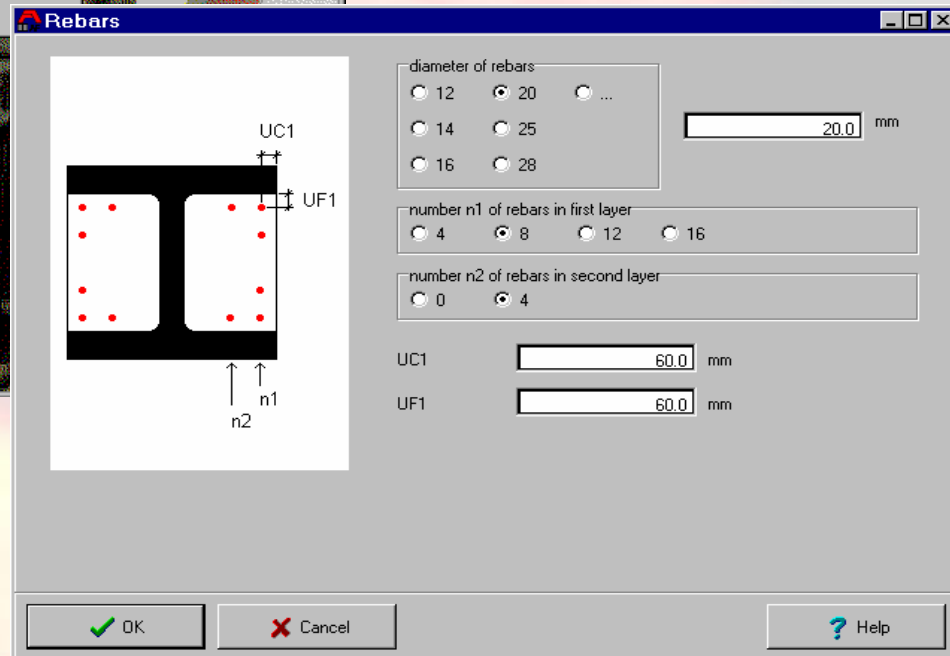 Rebars
UC1
UF1
n1
n2
diameter of rebars
12 20 ...
14 25
16 28
20.0 mm
number n1 of rebars in first layer
4 8 12 16
number n2 of rebars in second layer
0 4
UC1 60.0 mm
UF1 60.0 mm
OK Cancel ? Help